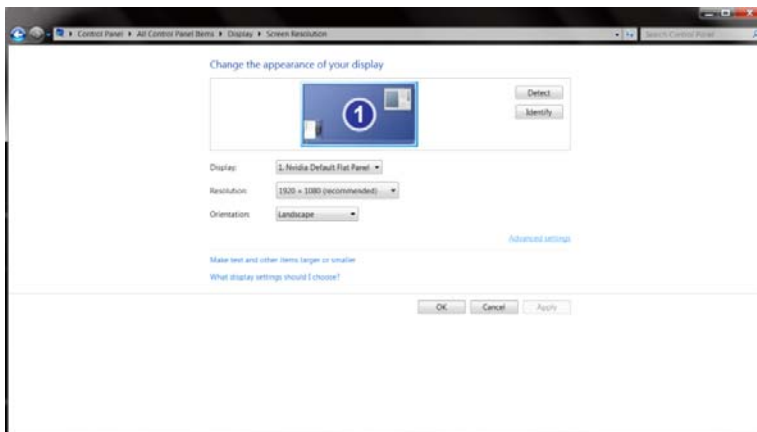 Control Panel ▸ All Control Panel Items ▸ Display ▸ Screen Resolution
Search Control Panel
Change the appearance of your display
1
Detect
Identify
Display: 1. Nvidia Default Flat Panel
Resolution: 1920 × 1080 (recommended)
Orientation: Landscape
Advanced settings
Make text and other items larger or smaller
What display settings should I choose?
OK Cancel Apply